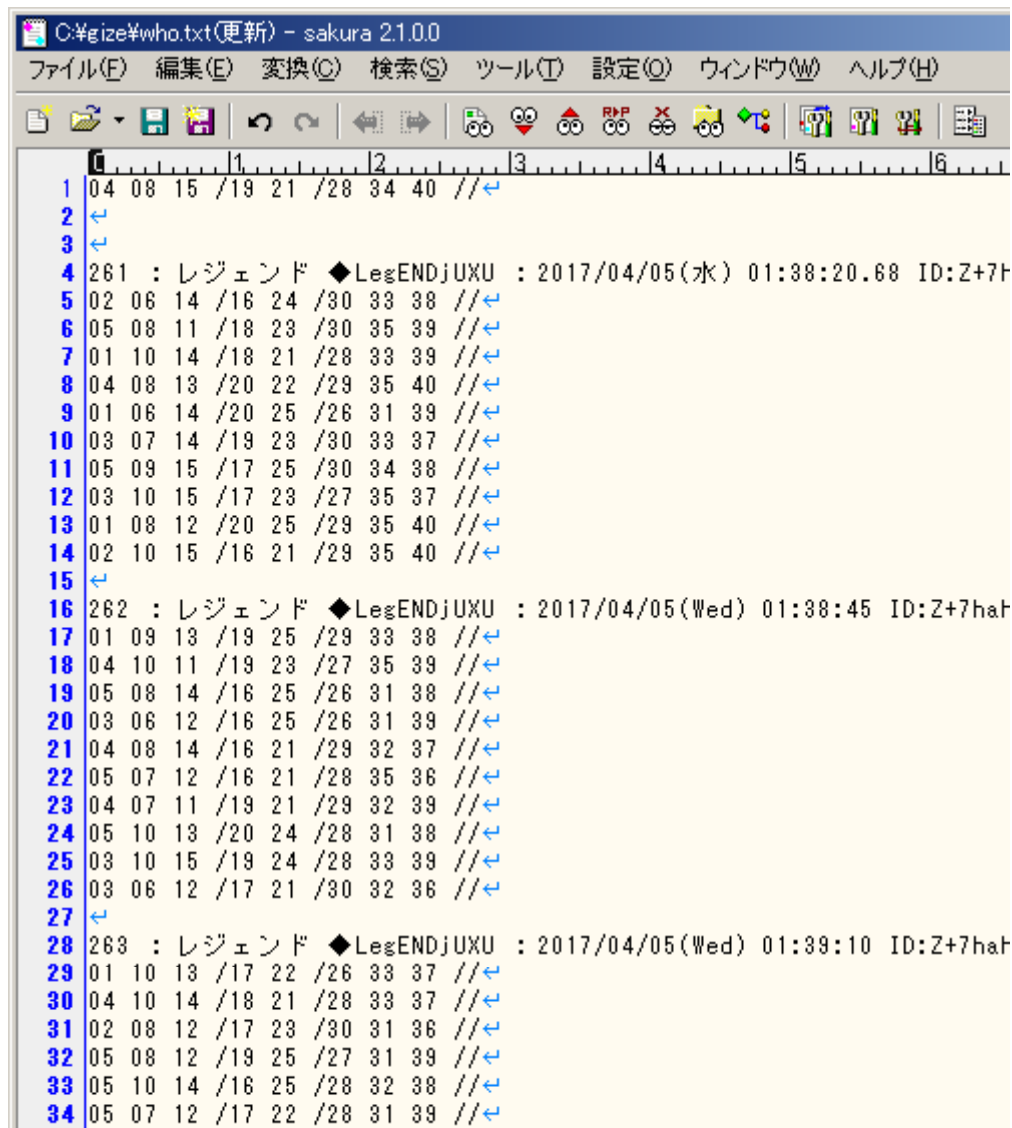 C:¥gize¥who.txt(更新) - sakura 2.1.0.0
ファイル(F) 編集(E) 変換(C) 検索(S) ツール(T) 設定(O) ウィンドウ(W) ヘルプ(H)
0 1 2 3 4 5 6
1 04 08 15 /19 21 /28 34 40 //↵
2 ↵
3 ↵
4 261 : レジェンド ◆LegENDjUXU : 2017/04/05(水) 01:38:20.68 ID:Z+7H
5 02 06 14 /16 24 /30 33 38 //↵
6 05 08 11 /18 23 /30 35 39 //↵
7 01 10 14 /18 21 /28 33 39 //↵
8 04 08 13 /20 22 /29 35 40 //↵
9 01 06 14 /20 25 /26 31 39 //↵
10 03 07 14 /19 23 /30 33 37 //↵
11 05 09 15 /17 25 /30 34 38 //↵
12 03 10 15 /17 23 /27 35 37 //↵
13 01 08 12 /20 25 /29 35 40 //↵
14 02 10 15 /16 21 /29 35 40 //↵
15 ↵
16 262 : レジェンド ◆LegENDjUXU : 2017/04/05(Wed) 01:38:45 ID:Z+7haH
17 01 09 13 /19 25 /29 33 38 //↵
18 04 10 11 /19 23 /27 35 39 //↵
19 05 08 14 /16 25 /26 31 38 //↵
20 03 06 12 /16 25 /26 31 39 //↵
21 04 08 14 /16 21 /29 32 37 //↵
22 05 07 12 /16 21 /28 35 36 //↵
23 04 07 11 /19 21 /29 32 39 //↵
24 05 10 13 /20 24 /28 31 38 //↵
25 03 10 15 /19 24 /28 33 39 //↵
26 03 06 12 /17 21 /30 32 36 //↵
27 ↵
28 263 : レジェンド ◆LegENDjUXU : 2017/04/05(Wed) 01:39:10 ID:Z+7haH
29 01 10 13 /17 22 /26 33 37 //↵
30 04 10 14 /18 21 /28 33 37 //↵
31 02 08 12 /17 23 /30 31 36 //↵
32 05 08 12 /19 25 /27 31 39 //↵
33 05 10 14 /16 25 /28 32 38 //↵
34 05 07 12 /17 22 /28 31 39 //↵